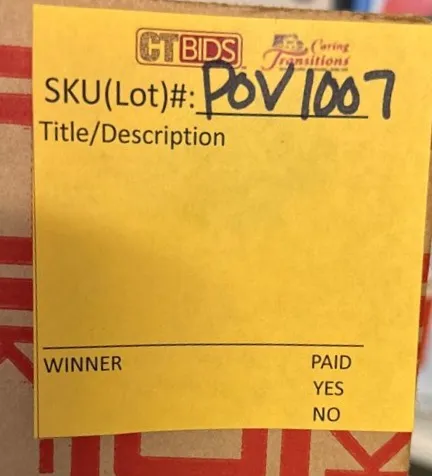 CTBIDS Caring Transitions
SKU(Lot)#: POV1007
Title/Description
WINNER PAID
YES
NO